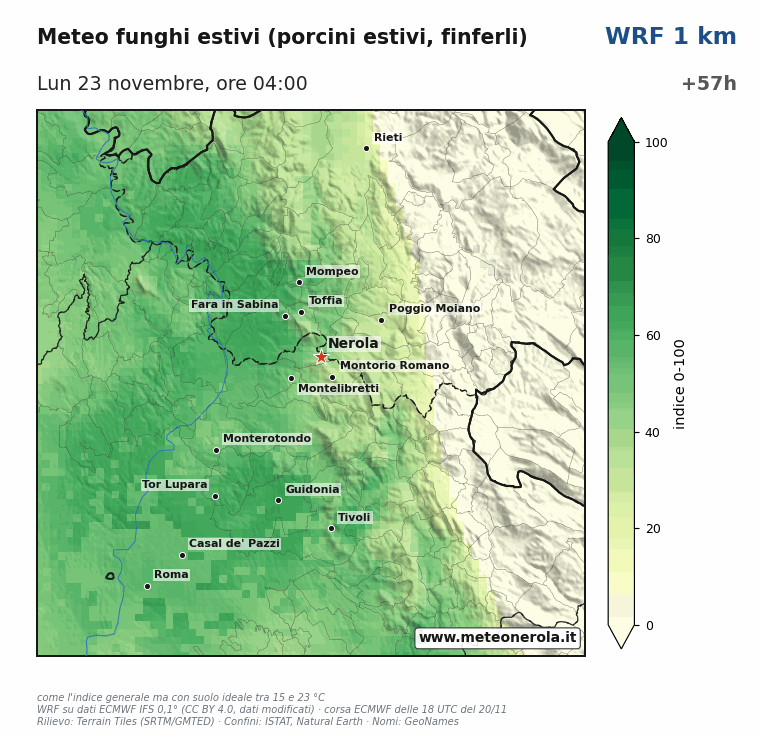 Meteo funghi estivi (porcini estivi, finferli)
WRF 1 km
Lun 23 novembre, ore 04:00
+57h
Rieti
Mompeo
Toffia
Fara in Sabina
Poggio Moiano
Nerola
Montorio Romano
Montelibretti
Monterotondo
Tor Lupara
Guidonia
Tivoli
Casal de' Pazzi
Roma
www.meteonerola.it
100
80
60
40
20
0
indice 0-100
come l'indice generale ma con suolo ideale tra 15 e 23 °C
WRF su dati ECMWF IFS 0,1° (CC BY 4.0, dati modificati) · corsa ECMWF delle 18 UTC del 20/11
Rilievo: Terrain Tiles (SRTM/GMTED) · Confini: ISTAT, Natural Earth · Nomi: GeoNames